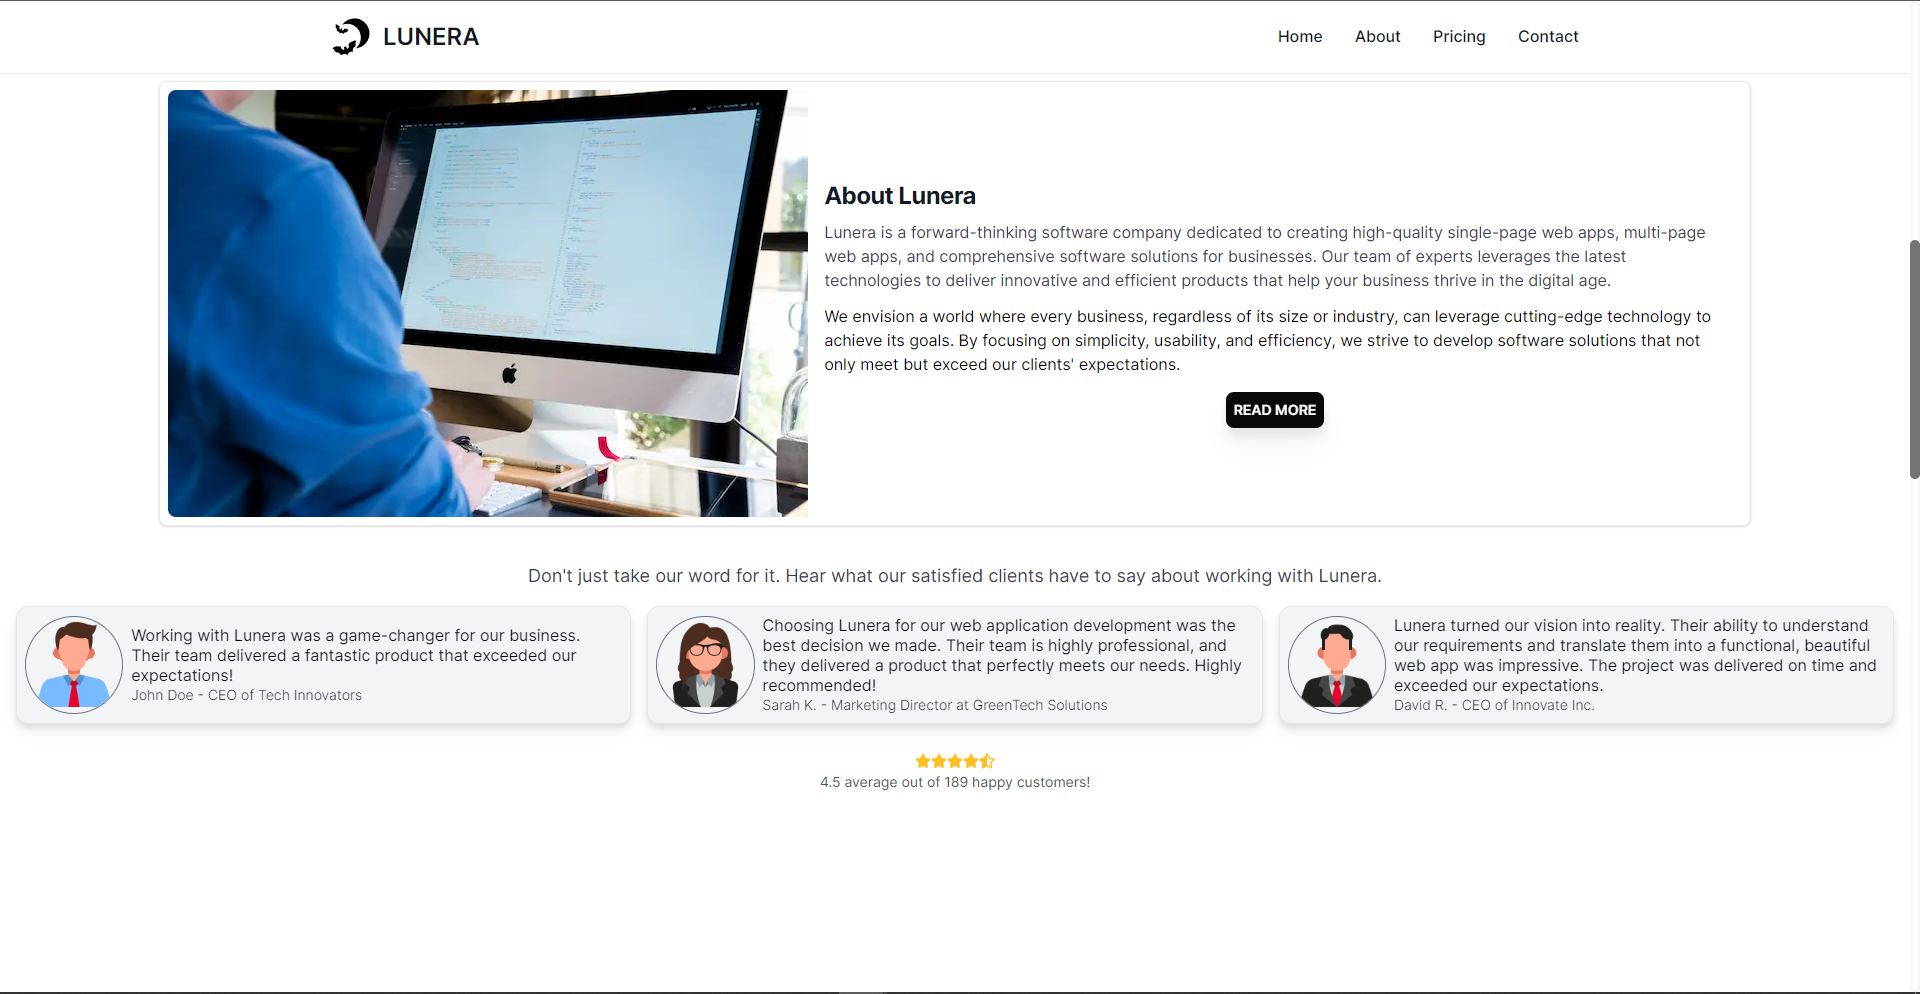 LUNERA
Home About Pricing Contact
About Lunera
Lunera is a forward-thinking software company dedicated to creating high-quality single-page web apps, multi-page
web apps, and comprehensive software solutions for businesses. Our team of experts leverages the latest
technologies to deliver innovative and efficient products that help your business thrive in the digital age.
We envision a world where every business, regardless of its size or industry, can leverage cutting-edge technology to
achieve its goals. By focusing on simplicity, usability, and efficiency, we strive to develop software solutions that not
only meet but exceed our clients' expectations.
READ MORE
Don't just take our word for it. Hear what our satisfied clients have to say about working with Lunera.
Working with Lunera was a game-changer for our business.
Their team delivered a fantastic product that exceeded our
expectations!
John Doe - CEO of Tech Innovators
Choosing Lunera for our web application development was the
best decision we made. Their team is highly professional, and
they delivered a product that perfectly meets our needs. Highly
recommended!
Sarah K. - Marketing Director at GreenTech Solutions
Lunera turned our vision into reality. Their ability to understand
our requirements and translate them into a functional, beautiful
web app was impressive. The project was delivered on time and
exceeded our expectations.
David R. - CEO of Innovate Inc.
4.5 average out of 189 happy customers!